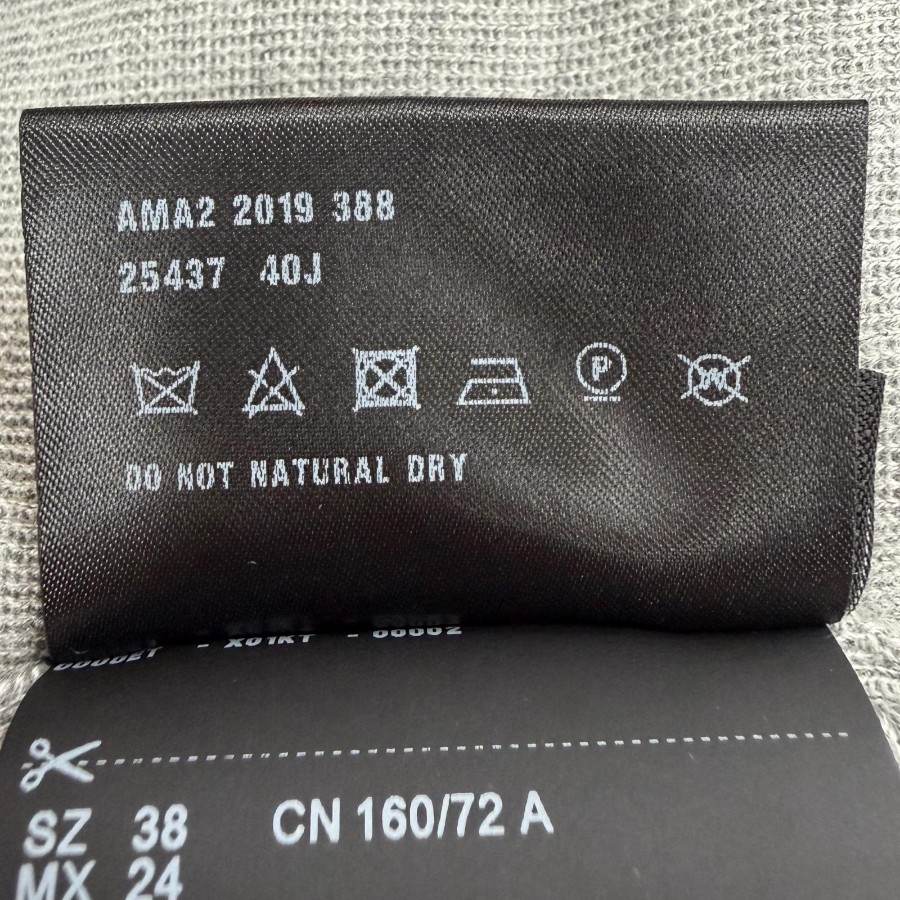 AMA2 2019 388
25437 40J
P
W
DO NOT NATURAL DRY
SZ 38 CN 160/72 A
MX 24